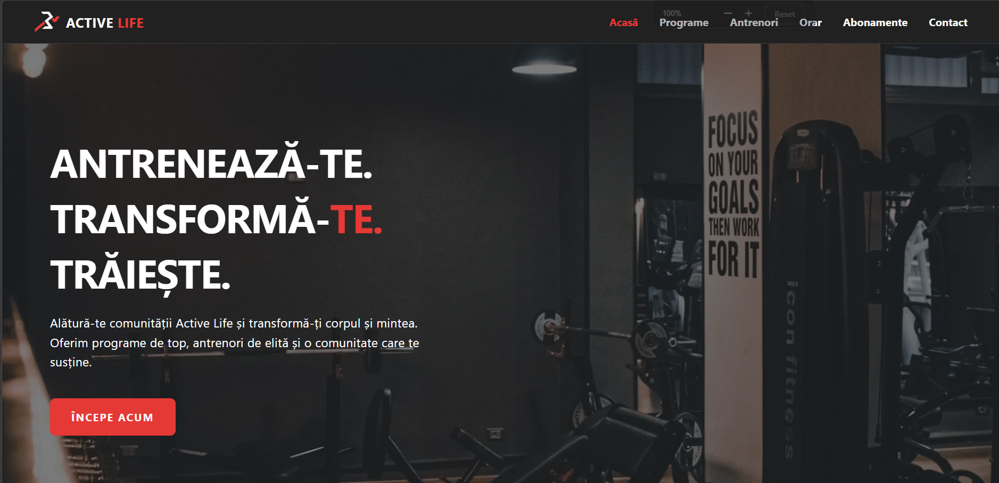 ACTIVE LIFE
Acasă Programe Antrenori Orar Abonamente Contact
100% − + Reset
ANTRENEAZĂ-TE.
TRANSFORMĂ-TE.
TRĂIEȘTE.
Alătură-te comunității Active Life și transformă-ți corpul și mintea.
Oferim programe de top, antrenori de elită și o comunitate care te
susține.
ÎNCEPE ACUM
FOCUS
ON YOUR
GOALS
THEN WORK
FOR IT
icon fitness